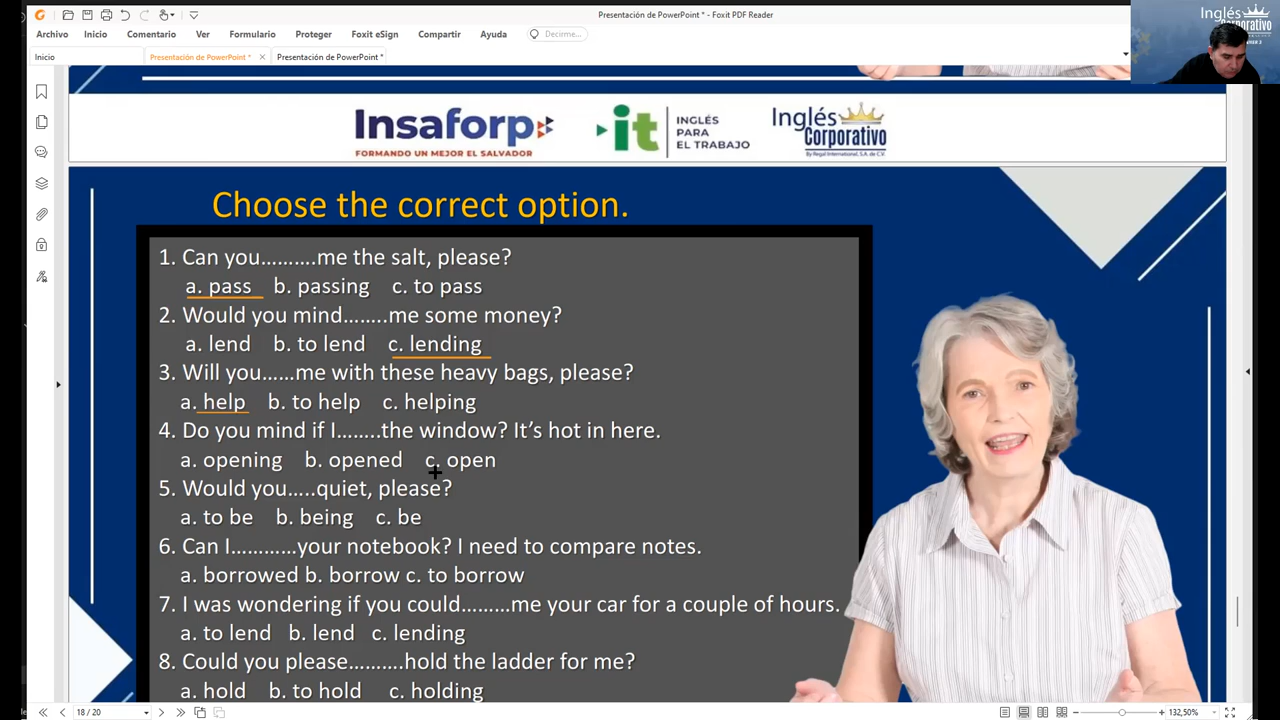 Presentación de PowerPoint * - Foxit PDF Reader
Archivo Inicio Comentario Ver Formulario Proteger Foxit eSign Compartir Ayuda Decirme...
Inicio Presentación de PowerPoint * Presentación de PowerPoint *
Inglés
Corporativo
Insaforp
FORMANDO UN MEJOR EL SALVADOR
it
INGLÉS
PARA
EL TRABAJO
Inglés
Corporativo
By Regal International, S.A. de C.V.
Choose the correct option.
1. Can you..........me the salt, please?
a. pass b. passing c. to pass
2. Would you mind........me some money?
a. lend b. to lend c. lending
3. Will you......me with these heavy bags, please?
a. help b. to help c. helping
4. Do you mind if I........the window? It’s hot in here.
a. opening b. opened c. open
5. Would you.....quiet, please?
a. to be b. being c. be
6. Can I............your notebook? I need to compare notes.
a. borrowed b. borrow c. to borrow
7. I was wondering if you could.........me your car for a couple of hours.
a. to lend b. lend c. lending
8. Could you please..........hold the ladder for me?
a. hold b. to hold c. holding
18 / 20
132,50%